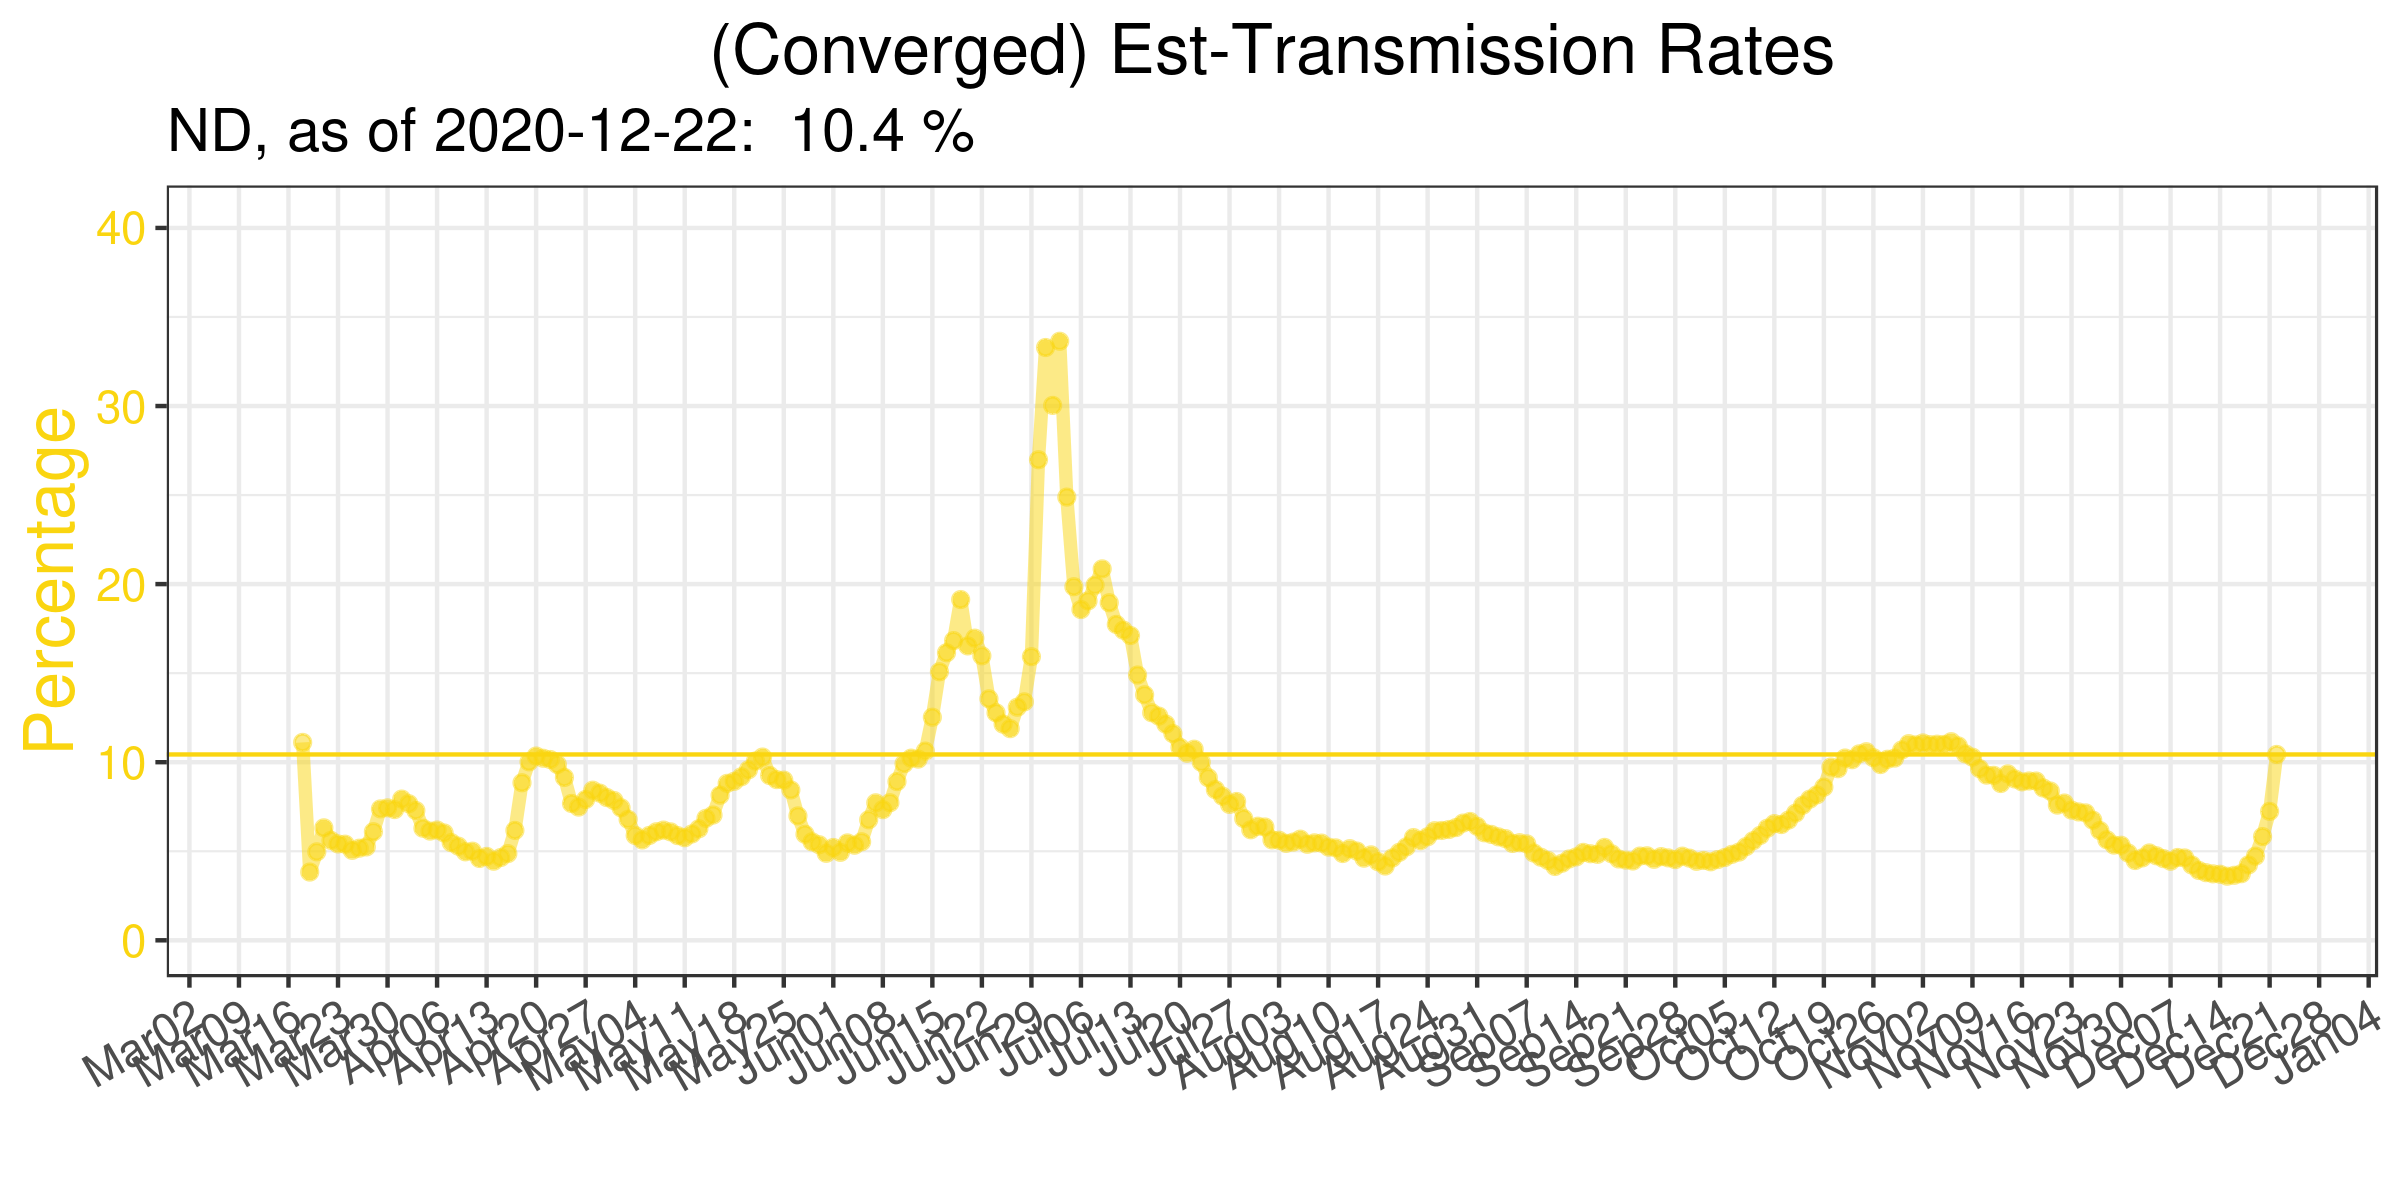 (Converged) Est-Transmission Rates
ND, as of 2020-12-22:  10.4 %
Percentage
40
30
20
10
0
Mar02
Mar09
Mar16
Mar23
Mar30
Apr06
Apr13
Apr20
Apr27
May04
May11
May18
May25
Jun01
Jun08
Jun15
Jun22
Jun29
Jul06
Jul13
Jul20
Jul27
Aug03
Aug10
Aug17
Aug24
Aug31
Sep07
Sep14
Sep21
Sep28
Oct05
Oct12
Oct19
Oct26
Nov02
Nov09
Nov16
Nov23
Nov30
Dec07
Dec14
Dec21
Dec28
Jan04